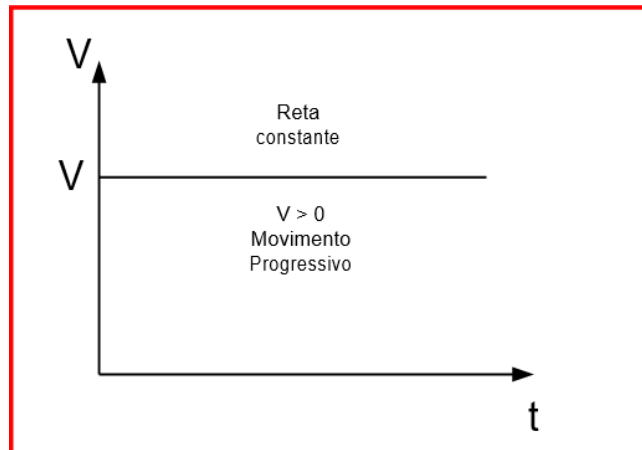 V
Reta
constante
V
V > 0
Movimento
Progressivo
t